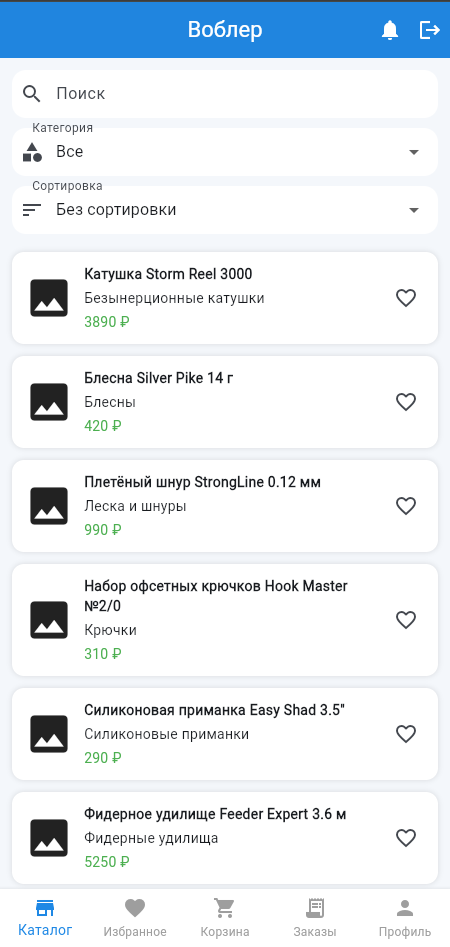 Воблер
Поиск
Категория
Все
Сортировка
Без сортировки
Катушка Storm Reel 3000
Безынерционные катушки
3890 ₽
Блесна Silver Pike 14 г
Блесны
420 ₽
Плетёный шнур StrongLine 0.12 мм
Леска и шнуры
990 ₽
Набор офсетных крючков Hook Master
№2/0
Крючки
310 ₽
Силиконовая приманка Easy Shad 3.5"
Силиконовые приманки
290 ₽
Фидерное удилище Feeder Expert 3.6 м
Фидерные удилища
5250 ₽
Каталог Избранное Корзина Заказы Профиль